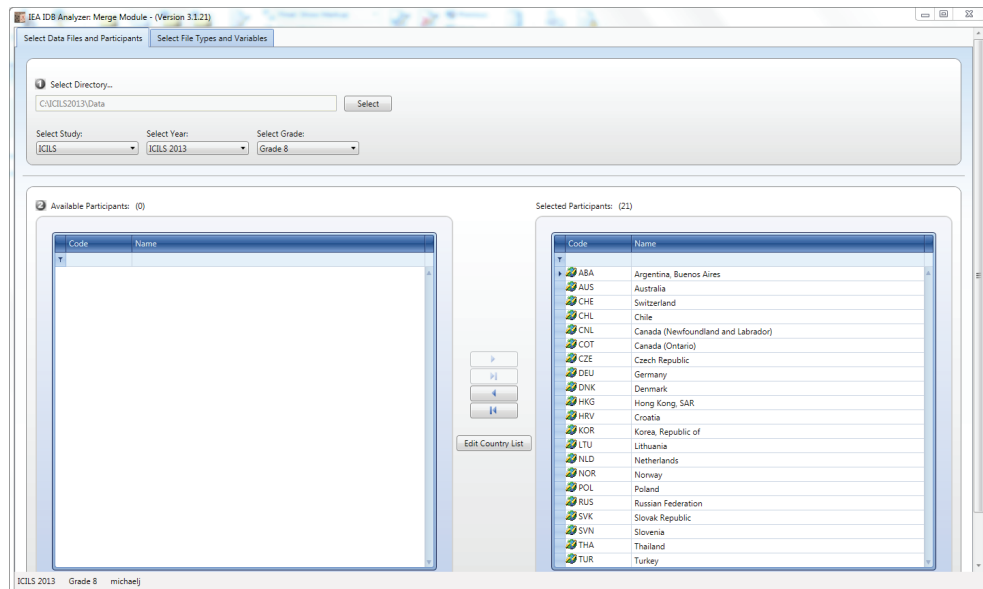 IEA IDB Analyzer: Merge Module - (Version 3.1.21)
Select Data Files and Participants Select File Types and Variables
1 Select Directory...
C:\ICILS2013\Data Select
Select Study: Select Year: Select Grade:
ICILS ICILS 2013 Grade 8
2 Available Participants: (0) Selected Participants: (21)
Code Name Code Name
ABA Argentina, Buenos Aires
AUS Australia
CHE Switzerland
CHL Chile
CNL Canada (Newfoundland and Labrador)
COT Canada (Ontario)
CZE Czech Republic
DEU Germany
DNK Denmark
HKG Hong Kong, SAR
HRV Croatia
KOR Korea, Republic of
Edit Country List
LTU Lithuania
NLD Netherlands
NOR Norway
POL Poland
RUS Russian Federation
SVK Slovak Republic
SVN Slovenia
THA Thailand
TUR Turkey
ICILS 2013 Grade 8 michaelj